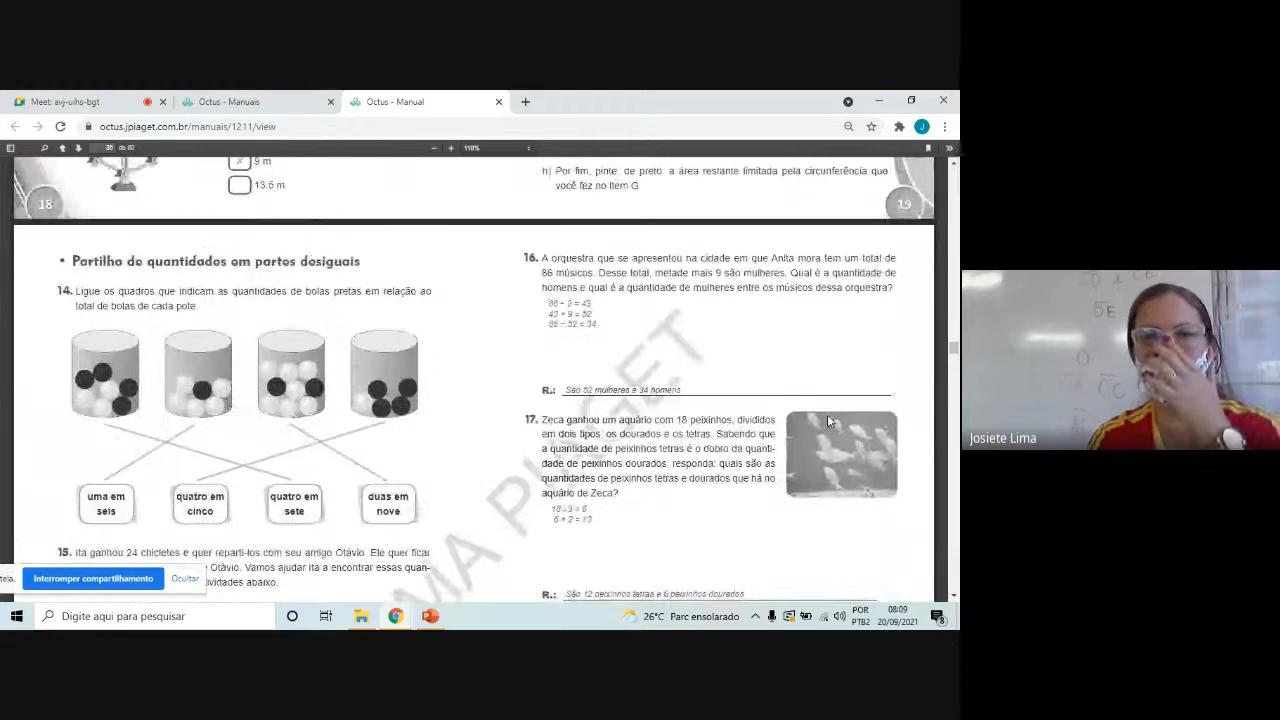 Meet: avj-uihs-bgt
Octus - Manuais
Octus - Manual
octus.jpiaget.com.br/manuais/1211/view
36 de 80
110%
9 m
13,5 m
18
h) Por fim, pinte, de preto, a área restante limitada pela circunferência que
você fez no item G.
19
• Partilha de quantidades em partes desiguais
14. Ligue os quadros que indicam as quantidades de bolas pretas em relação ao
total de bolas de cada pote.
uma em
seis
quatro em
cinco
quatro em
sete
duas em
nove
15. Ita ganhou 24 chicletes e quer reparti-los com seu amigo Otávio. Ele quer ficar
Otávio. Vamos ajudar Ita a encontrar essas quan-
ividades abaixo.
16. A orquestra que se apresentou na cidade em que Anita mora tem um total de
86 músicos. Desse total, metade mais 9 são mulheres. Qual é a quantidade de
homens e qual é a quantidade de mulheres entre os músicos dessa orquestra?
= 43
43 + 9 = 52
86 – 52 = 34
R.: São 52 mulheres e 34 homens
17. Zeca ganhou um aquário com 18 peixinhos, divididos
em dois tipos, os dourados e os tetras. Sabendo que
a quantidade de peixinhos tetras é o dobro da quanti-
dade de peixinhos dourados, responda: quais são as
quantidades de peixinhos tetras e dourados que há no
aquário de Zeca?
R.: São 12 peixinhos tetras e 6 peixinhos dourados
tela.
Interromper compartilhamento
Ocultar
Digite aqui para pesquisar
26°C Parc ensolarado
POR
PTB2
08:09
20/09/2021
8
Josiete Lima
DE